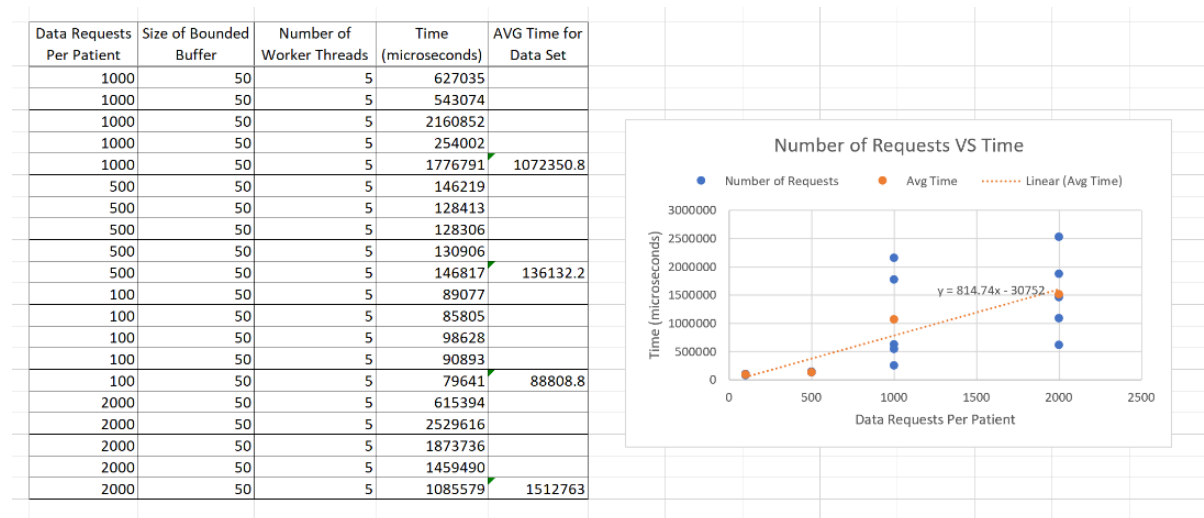 Data Requests Per Patient Size of Bounded Buffer Number of Worker Threads Time (microseconds) AVG Time for Data Set
1000 50 5 627035
1000 50 5 543074
1000 50 5 2160852
1000 50 5 254002
1000 50 5 1776791 1072350.8
500 50 5 146219
500 50 5 128413
500 50 5 128306
500 50 5 130906
500 50 5 146817 136132.2
100 50 5 89077
100 50 5 85805
100 50 5 98628
100 50 5 90893
100 50 5 79641 88808.8
2000 50 5 615394
2000 50 5 2529616
2000 50 5 1873736
2000 50 5 1459490
2000 50 5 1085579 1512763
Number of Requests VS Time
Number of Requests Avg Time Linear (Avg Time)
Time (microseconds)
3000000
2500000
2000000
1500000
1000000
500000
0
y = 814.74x - 30752
0 500 1000 1500 2000 2500
Data Requests Per Patient